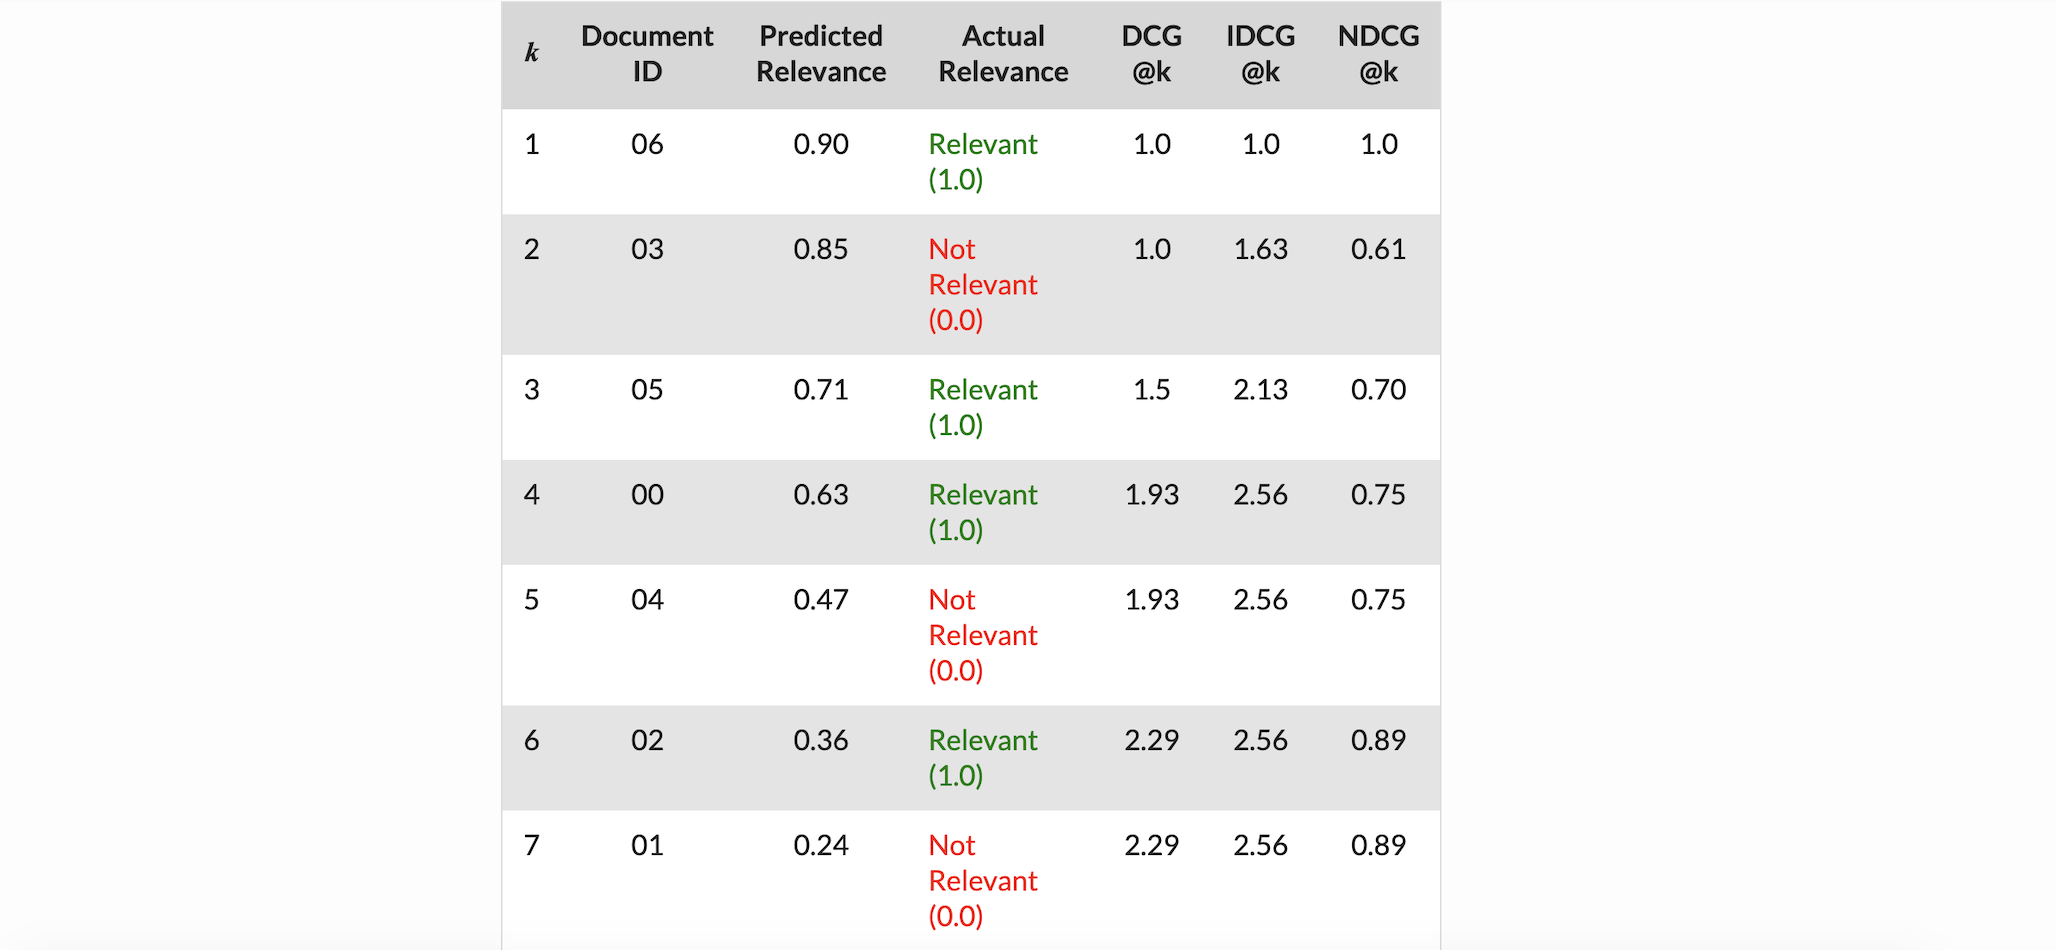 k Document ID Predicted Relevance Actual Relevance DCG @k IDCG @k NDCG @k
1 06 0.90 Relevant (1.0) 1.0 1.0 1.0
2 03 0.85 Not Relevant (0.0) 1.0 1.63 0.61
3 05 0.71 Relevant (1.0) 1.5 2.13 0.70
4 00 0.63 Relevant (1.0) 1.93 2.56 0.75
5 04 0.47 Not Relevant (0.0) 1.93 2.56 0.75
6 02 0.36 Relevant (1.0) 2.29 2.56 0.89
7 01 0.24 Not Relevant (0.0) 2.29 2.56 0.89